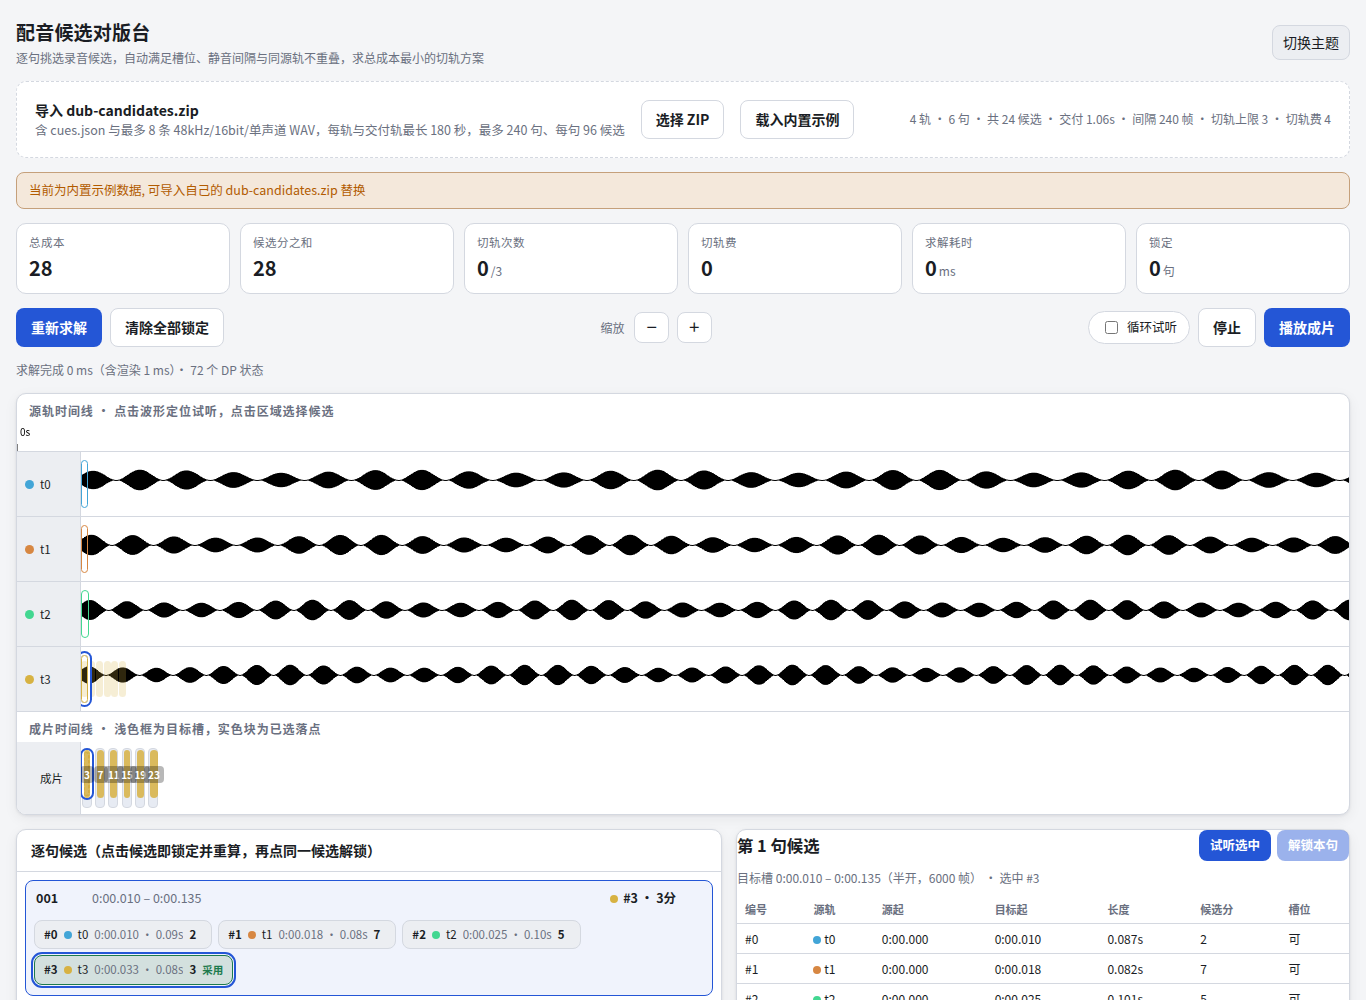 配音候选对版台
逐句挑选录音候选，自动满足槽位、静音间隔与同源轨不重叠，求总成本最小的切轨方案
切换主题
导入 dub-candidates.zip
含 cues.json 与最多 8 条 48kHz/16bit/单声道 WAV，每轨与交付轨最长 180 秒，最多 240 句、每句 96 候选
选择 ZIP
载入内置示例
4 轨 · 6 句 · 共 24 候选 · 交付 1.06s · 间隔 240 帧 · 切轨上限 3 · 切轨费 4
当前为内置示例数据, 可导入自己的 dub-candidates.zip 替换
总成本
28
候选分之和
28
切轨次数
0 /3
切轨费
0
求解耗时
0 ms
锁定
0 句
重新求解
清除全部锁定
缩放
−
+
循环试听
停止
播放成片
求解完成 0 ms（含渲染 1 ms） · 72 个 DP 状态
源轨时间线 · 点击波形定位试听，点击区域选择候选
0s
t0
t1
t2
t3
成片时间线 · 浅色框为目标槽，实色块为已选落点
成片
3 7 11 15 19 23
逐句候选（点击候选即锁定并重算，再点同一候选解锁）
001 0:00.010 – 0:00.135 #3 · 3分
#0 t0 0:00.010 · 0.09s 2
#1 t1 0:00.018 · 0.08s 7
#2 t2 0:00.025 · 0.10s 5
#3 t3 0:00.033 · 0.08s 3 采用
第 1 句候选
试听选中
解锁本句
目标槽 0:00.010 – 0:00.135（半开，6000 帧） · 选中 #3
编号 源轨 源起 目标起 长度 候选分 槽位
#0 t0 0:00.000 0:00.010 0.087s 2 可
#1 t1 0:00.000 0:00.018 0.082s 7 可
#2 t2 0:00.000 0:00.025 0.101s 5 可